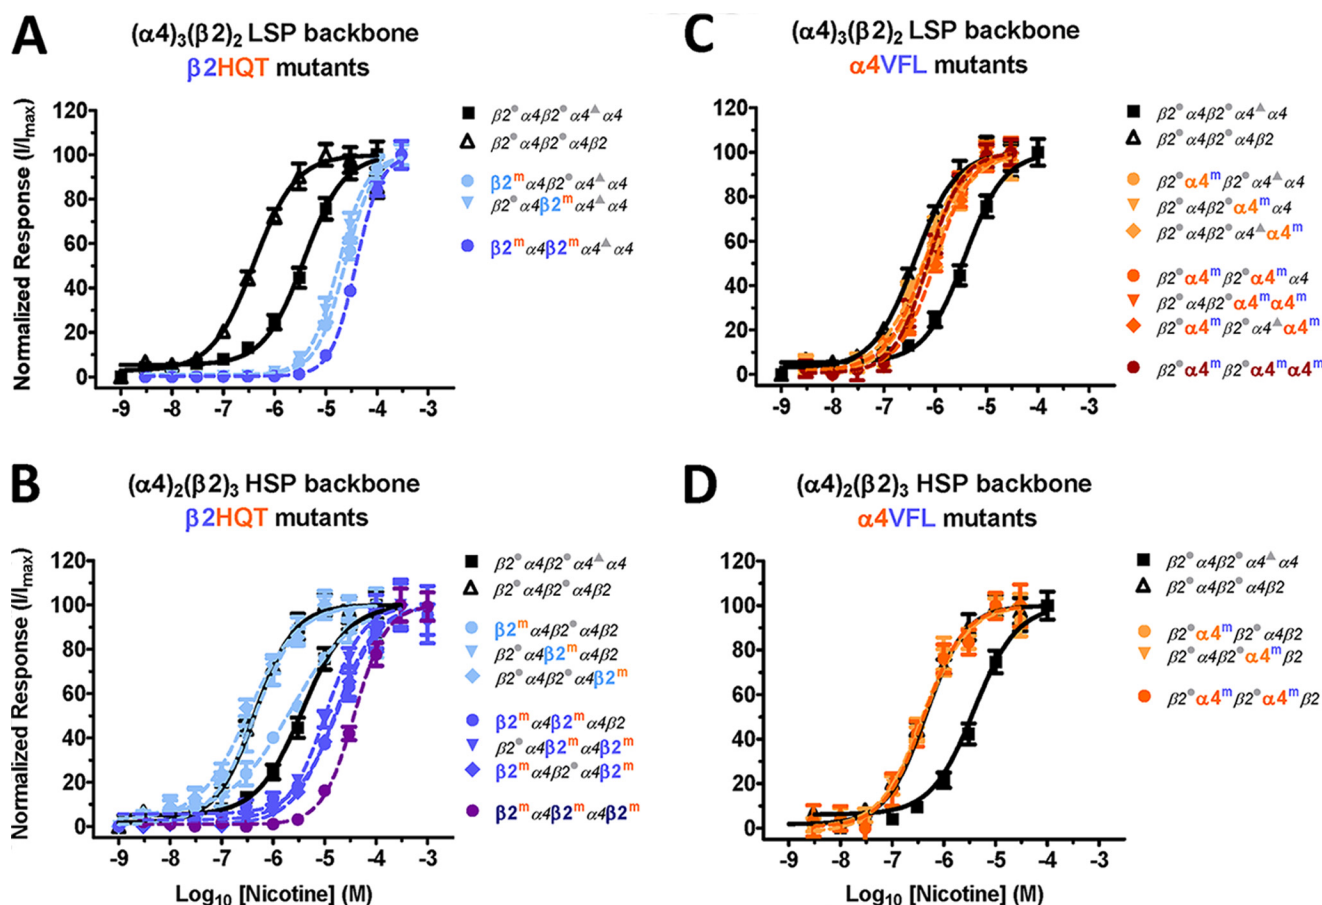 A
(α4)₃(β2)₂ LSP backbone
β2HQT mutants
Normalized Response (I/Imax)
120
100
80
60
40
20
0
-9 -8 -7 -6 -5 -4 -3
β2●α4β2●α4▲α4
β2●α4β2●α4β2
β2ᵐα4β2●α4▲α4
β2●α4β2ᵐα4▲α4
β2ᵐα4β2ᵐα4▲α4
C
(α4)₃(β2)₂ LSP backbone
α4VFL mutants
120
100
80
60
40
20
0
-9 -8 -7 -6 -5 -4 -3
β2●α4β2●α4▲α4
β2●α4β2●α4β2
β2●α4ᵐβ2●α4▲α4
β2●α4β2●α4ᵐα4
β2●α4β2●α4▲α4ᵐ
β2●α4ᵐβ2●α4ᵐα4
β2●α4β2●α4ᵐα4ᵐ
β2●α4ᵐβ2●α4▲α4ᵐ
β2●α4ᵐβ2●α4ᵐα4ᵐ
B
(α4)₂(β2)₃ HSP backbone
β2HQT mutants
Normalized Response (I/Imax)
120
100
80
60
40
20
0
-9 -8 -7 -6 -5 -4 -3
Log₁₀ [Nicotine] (M)
β2●α4β2●α4▲α4
β2●α4β2●α4β2
β2ᵐα4β2●α4β2
β2●α4β2ᵐα4β2
β2●α4β2●α4β2ᵐ
β2ᵐα4β2ᵐα4β2
β2●α4β2ᵐα4β2ᵐ
β2ᵐα4β2●α4β2ᵐ
β2ᵐα4β2ᵐα4β2ᵐ
D
(α4)₂(β2)₃ HSP backbone
α4VFL mutants
120
100
80
60
40
20
0
-9 -8 -7 -6 -5 -4 -3
Log₁₀ [Nicotine] (M)
β2●α4β2●α4▲α4
β2●α4β2●α4β2
β2●α4ᵐβ2●α4β2
β2●α4β2●α4ᵐβ2
β2●α4ᵐβ2●α4ᵐβ2